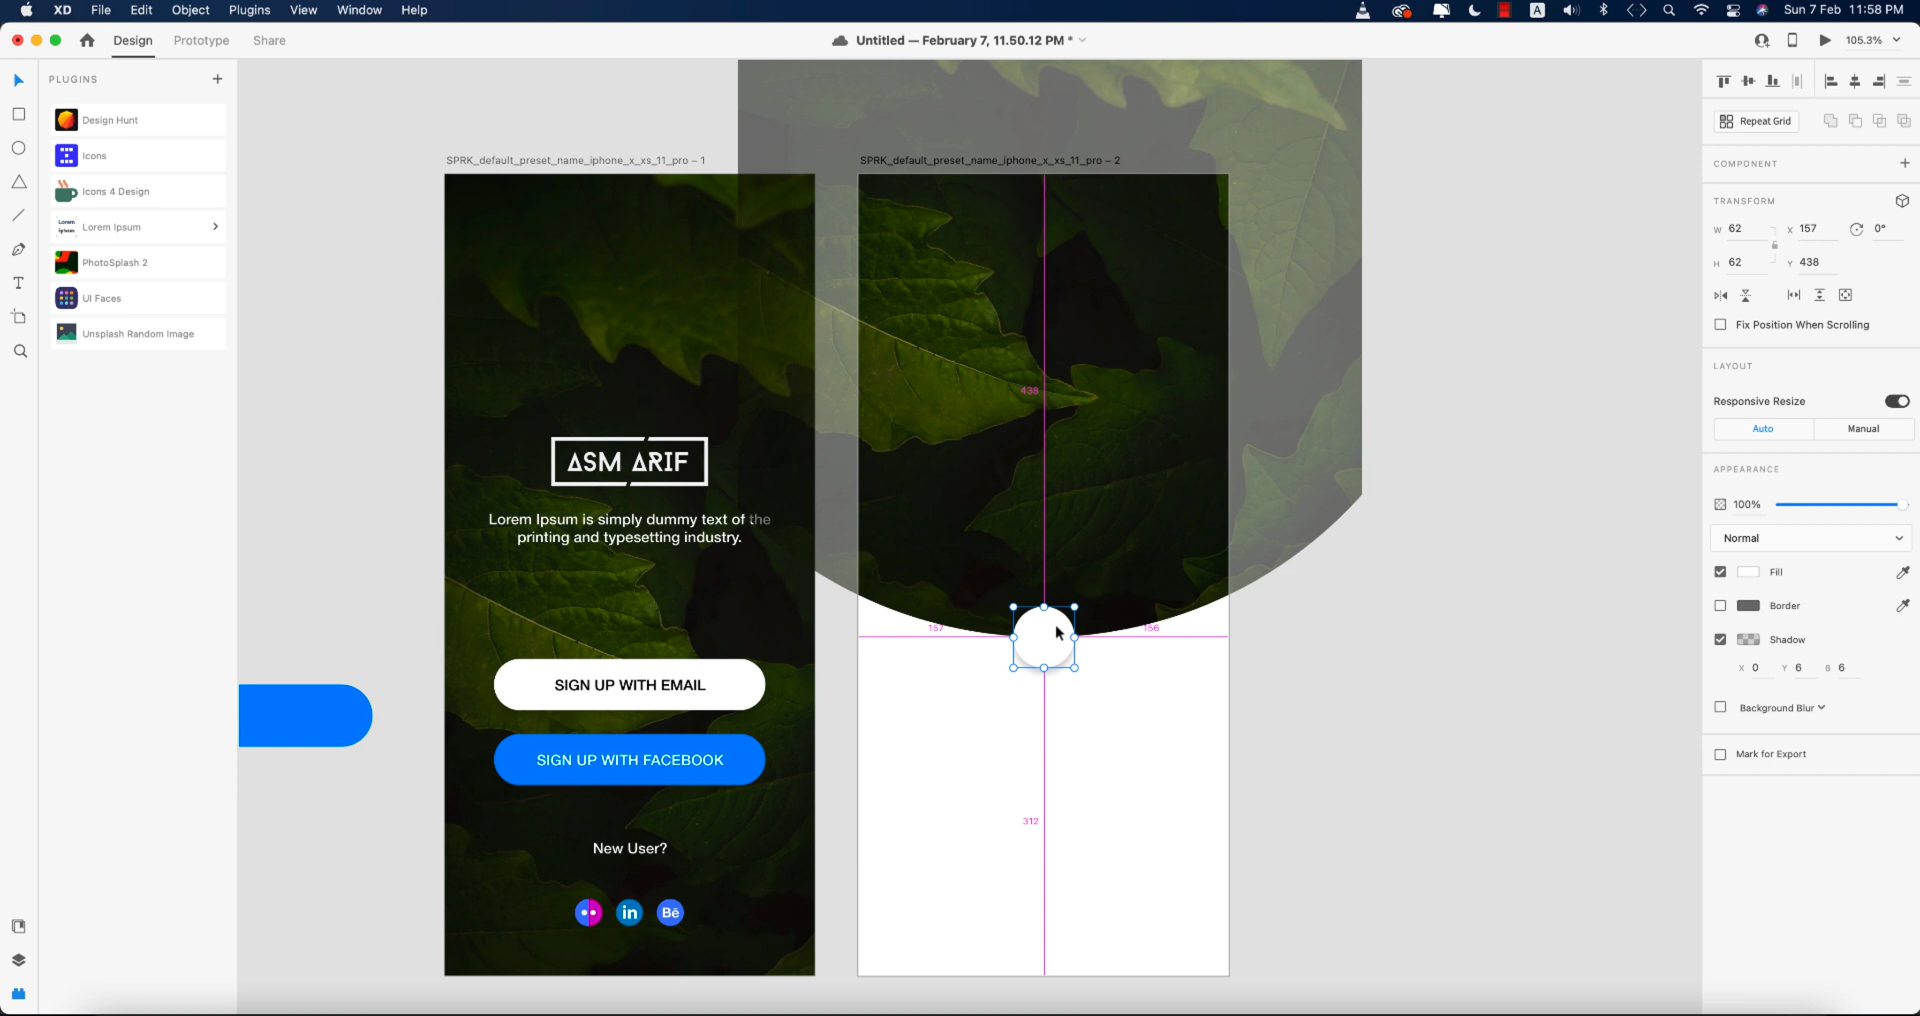 XD File Edit Object Plugins View Window Help
A
Sun 7 Feb 11:58 PM
Design Prototype Share
Untitled — February 7, 11.50.12 PM *
105.3%
PLUGINS
Design Hunt
Icons
Icons 4 Design
Lorem Ipsum
Lorem Ipsum
PhotoSplash 2
UI Faces
Unsplash Random Image
SPRK_default_preset_name_iphone_x_xs_11_pro – 1
ASM ARIF
Lorem Ipsum is simply dummy text of the
printing and typesetting industry.
SIGN UP WITH EMAIL
SIGN UP WITH FACEBOOK
New User?
in
Bē
SPRK_default_preset_name_iphone_x_xs_11_pro – 2
438
157
156
312
Repeat Grid
COMPONENT
TRANSFORM
W 62 X 157 0°
H 62 Y 438
Fix Position When Scrolling
LAYOUT
Responsive Resize
Auto Manual
APPEARANCE
100%
Normal
Fill
Border
Shadow
X 0 Y 6 B 6
Background Blur
Mark for Export